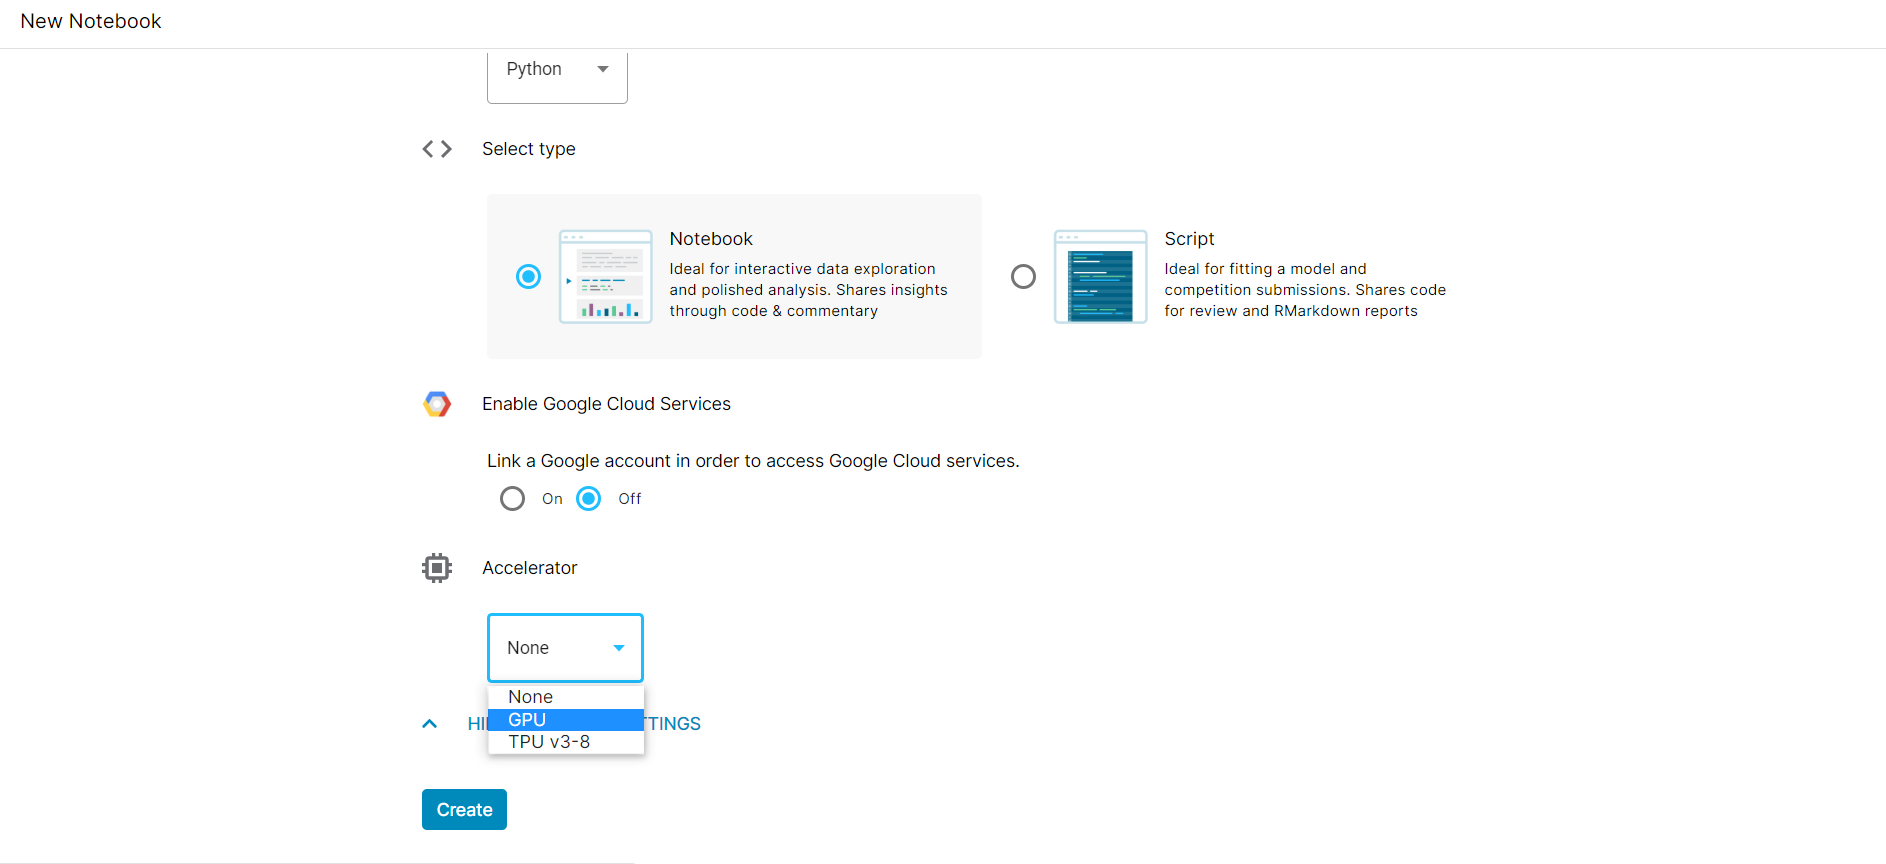 New Notebook
Python
Select type
Notebook
Ideal for interactive data exploration
and polished analysis. Shares insights
through code & commentary
Script
Ideal for fitting a model and
competition submissions. Shares code
for review and RMarkdown reports
Enable Google Cloud Services
Link a Google account in order to access Google Cloud services.
On Off
Accelerator
None
None
GPU
TPU v3-8
Create